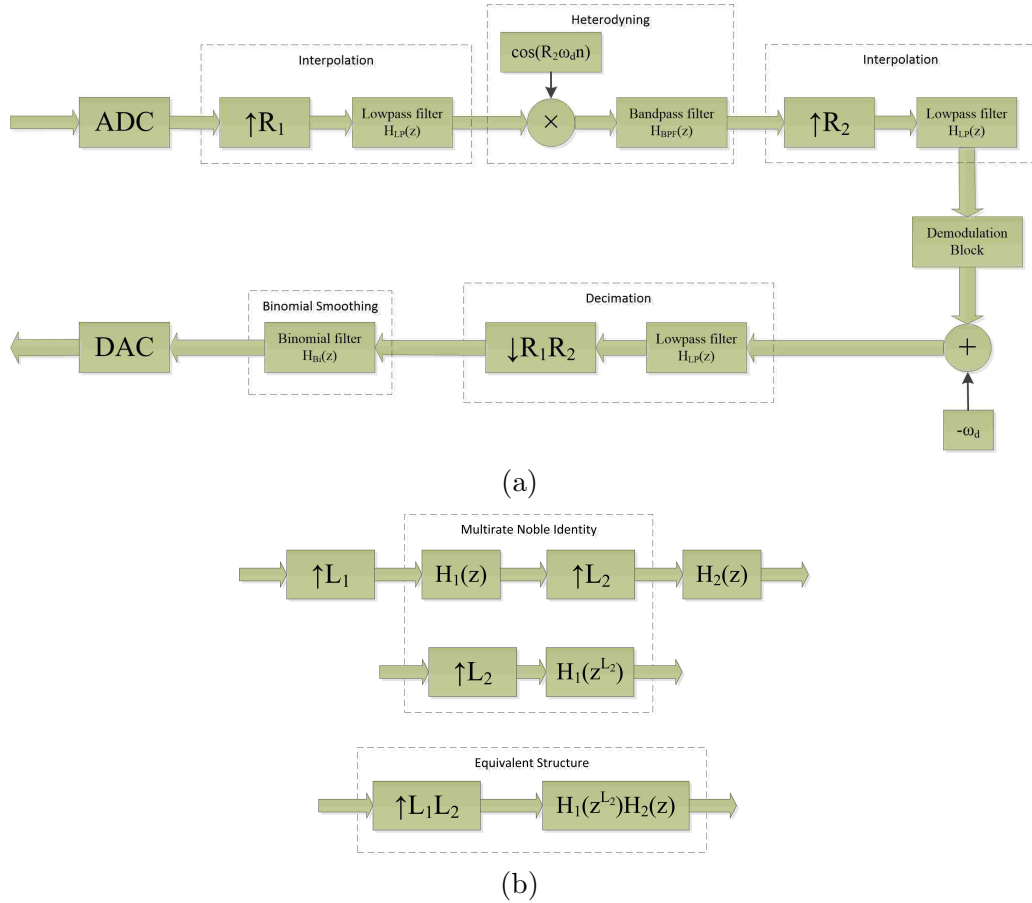 Heterodyning
cos(R₂ω_dn)
Interpolation
Interpolation
ADC
↑R₁
Lowpass filter
H_LP(z)
×
Bandpass filter
H_BPF(z)
↑R₂
Lowpass filter
H_LP(z)
Demodulation
Block
Binomial Smoothing
Decimation
DAC
Binomial filter
H_Bi(z)
↓R₁R₂
Lowpass filter
H_LP(z)
+
-ω_d
(a)
Multirate Noble Identity
↑L₁
H₁(z)
↑L₂
H₂(z)
↑L₂
H₁(z^L₂)
Equivalent Structure
↑L₁L₂
H₁(z^L₂)H₂(z)
(b)